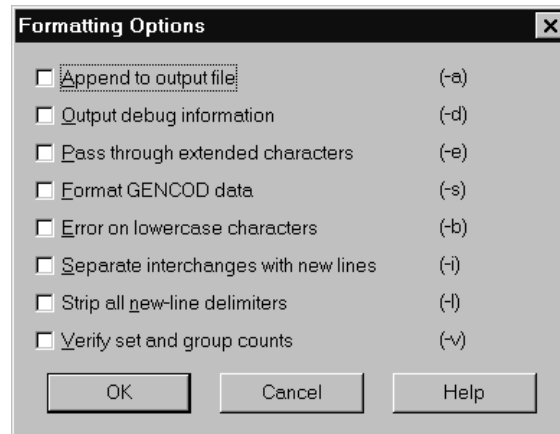 Formatting Options
Append to output file (-a)
Output debug information (-d)
Pass through extended characters (-e)
Format GENCOD data (-s)
Error on lowercase characters (-b)
Separate interchanges with new lines (-i)
Strip all new-line delimiters (-l)
Verify set and group counts (-v)
OK Cancel Help